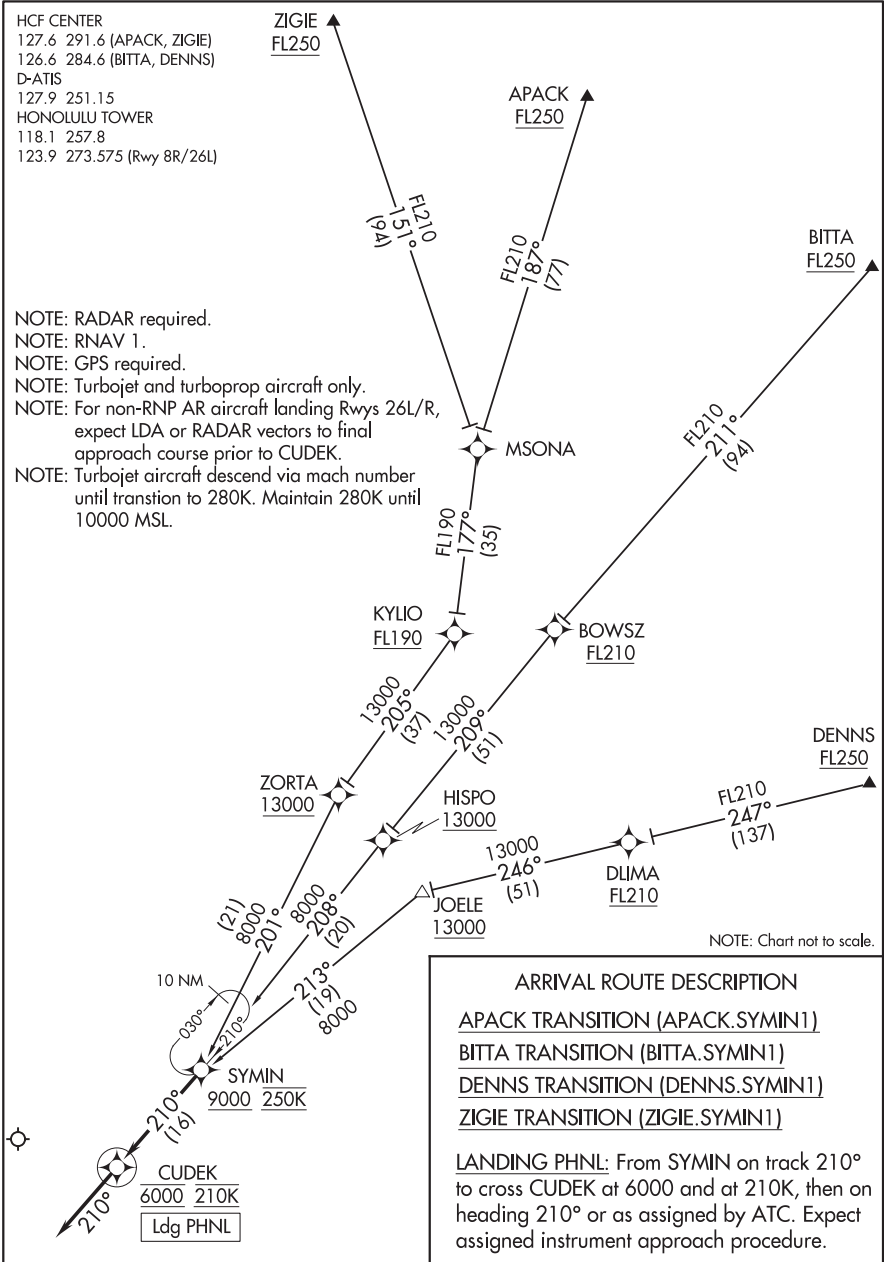 HCF CENTER
127.6 291.6 (APACK, ZIGIE)
126.6 284.6 (BITTA, DENNS)
D-ATIS
127.9 251.15
HONOLULU TOWER
118.1 257.8
123.9 273.575 (Rwy 8R/26L)
ZIGIE
FL250
APACK
FL250
BITTA
FL250
FL210
151°
(94)
FL210
187°
(77)
FL210
211°
(94)
NOTE: RADAR required.
NOTE: RNAV 1.
NOTE: GPS required.
NOTE: Turbojet and turboprop aircraft only.
NOTE: For non-RNP AR aircraft landing Rwys 26L/R,
expect LDA or RADAR vectors to final
approach course prior to CUDEK.
NOTE: Turbojet aircraft descend via mach number
until transtion to 280K. Maintain 280K until
10000 MSL.
MSONA
FL190
177°
(35)
KYLIO
FL190
BOWSZ
FL210
13000
205°
(37)
13000
209°
(51)
DENNS
FL250
ZORTA
13000
HISPO
13000
FL210
247°
(137)
13000
246°
(51)
DLIMA
FL210
JOELE
13000
(21)
8000
201°
8000
208°
(20)
213°
(19)
8000
NOTE: Chart not to scale.
10 NM
030°
210°
SYMIN
9000 250K
210°
(16)
CUDEK
6000 210K
Ldg PHNL
210°
ARRIVAL ROUTE DESCRIPTION
APACK TRANSITION (APACK.SYMIN1)
BITTA TRANSITION (BITTA.SYMIN1)
DENNS TRANSITION (DENNS.SYMIN1)
ZIGIE TRANSITION (ZIGIE.SYMIN1)
LANDING PHNL: From SYMIN on track 210°
to cross CUDEK at 6000 and at 210K, then on
heading 210° or as assigned by ATC. Expect
assigned instrument approach procedure.